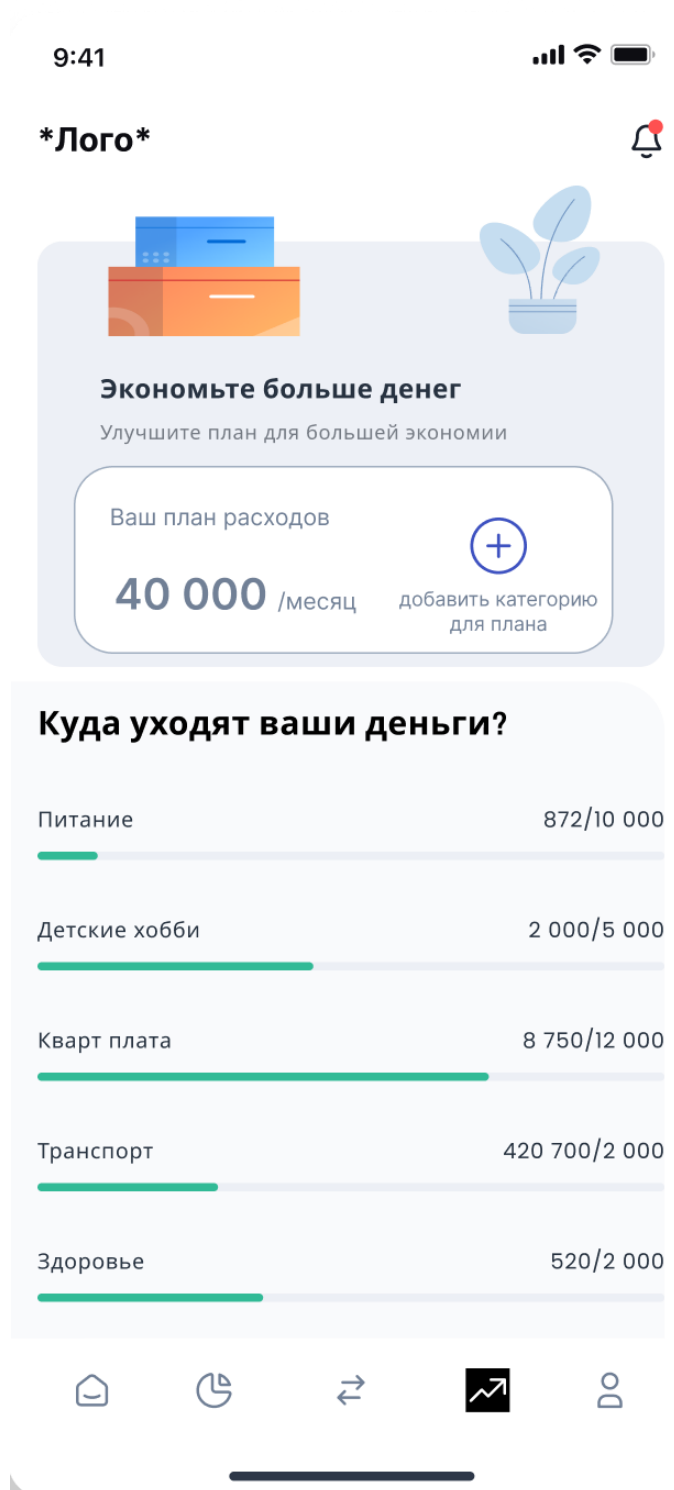 9:41
*Лого*
Экономьте больше денег
Улучшите план для большей экономии
Ваш план расходов
40 000 /месяц
добавить категорию
для плана
Куда уходят ваши деньги?
Питание 872/10 000
Детские хобби 2 000/5 000
Кварт плата 8 750/12 000
Транспорт 420 700/2 000
Здоровье 520/2 000